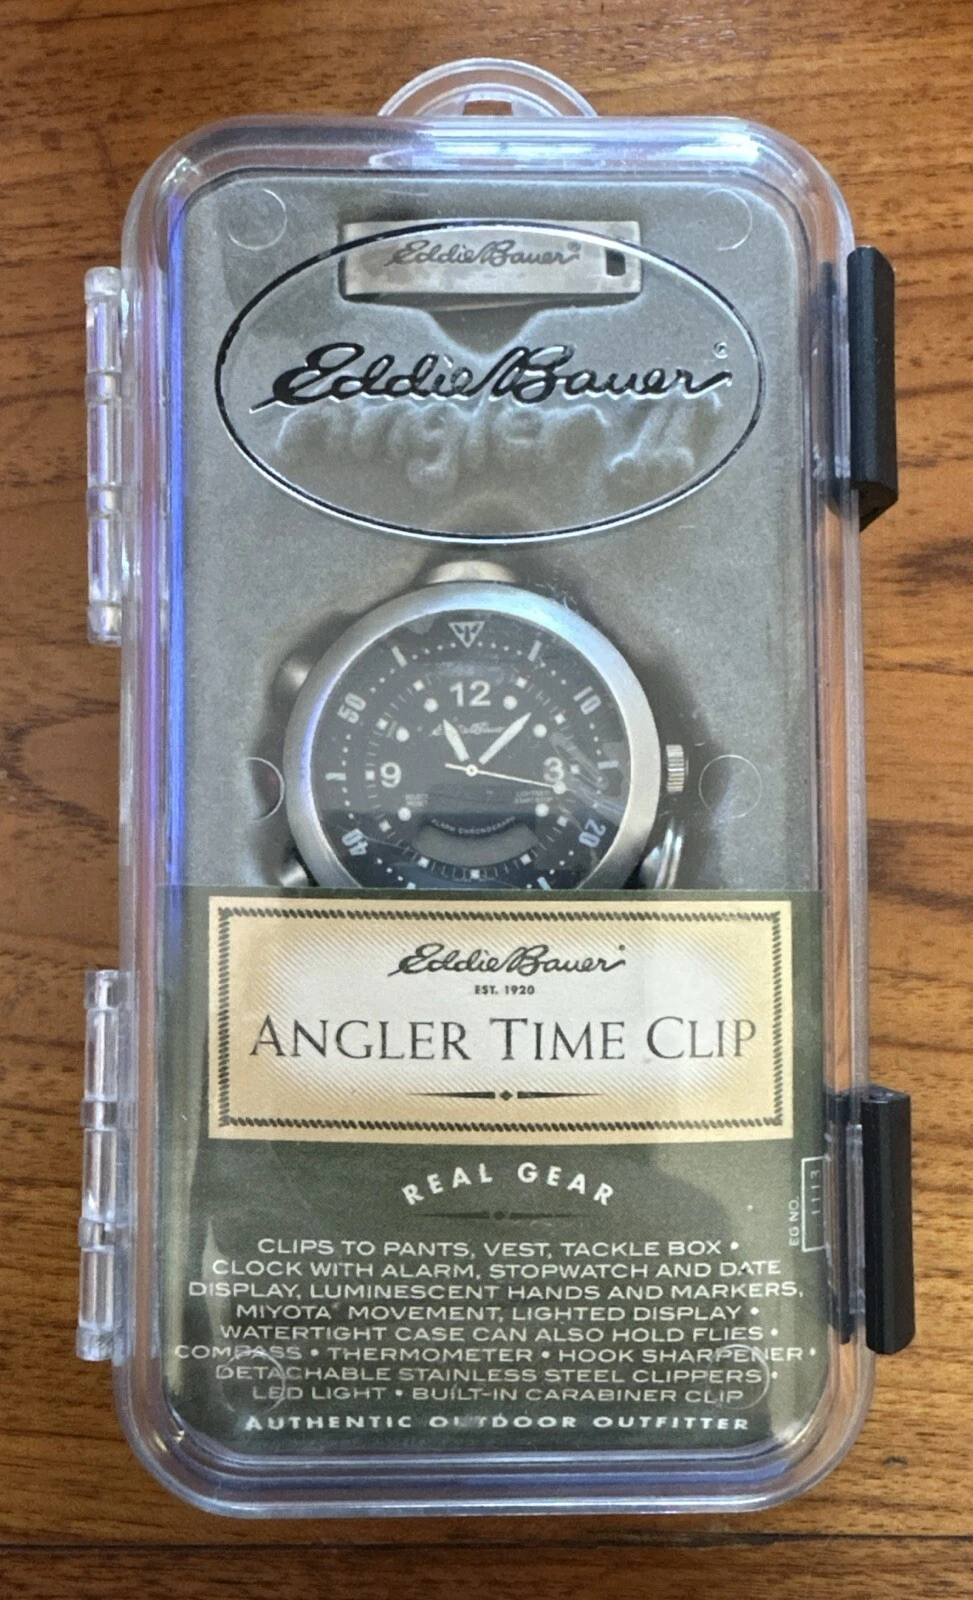 Eddie Bauer®
Eddie Bauer®
Angler II
50
10
12
Eddie Bauer
9
3
ALARM CHRONOGRAPH
40
20
Eddie Bauer®
EST. 1920
ANGLER TIME CLIP
REAL GEAR
EG NO. 1113
CLIPS TO PANTS, VEST, TACKLE BOX •
CLOCK WITH ALARM, STOPWATCH AND DATE
DISPLAY, LUMINESCENT HANDS AND MARKERS,
MIYOTA® MOVEMENT, LIGHTED DISPLAY •
WATERTIGHT CASE CAN ALSO HOLD FLIES •
COMPASS • THERMOMETER • HOOK SHARPENER •
DETACHABLE STAINLESS STEEL CLIPPERS •
LED LIGHT • BUILT-IN CARABINER CLIP
AUTHENTIC OUTDOOR OUTFITTER